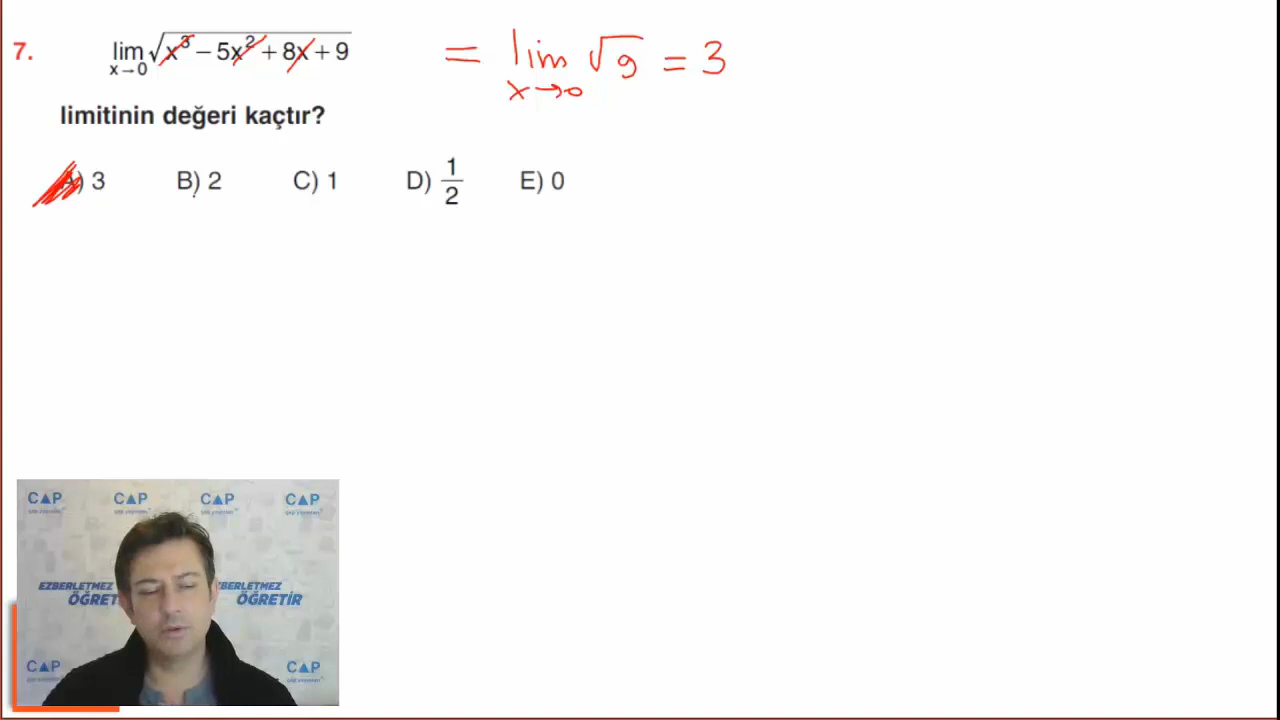 7. lim x→0 √x³ − 5x² + 8x + 9 = lim x→0 √9 = 3
limitinin değeri kaçtır?
A) 3 B) 2 C) 1 D) 1/2 E) 0
CAP CAP CAP CAP
EZBERLETMEZ ÖĞRETİR EZBERLETMEZ ÖĞRETİR
CAP CAP